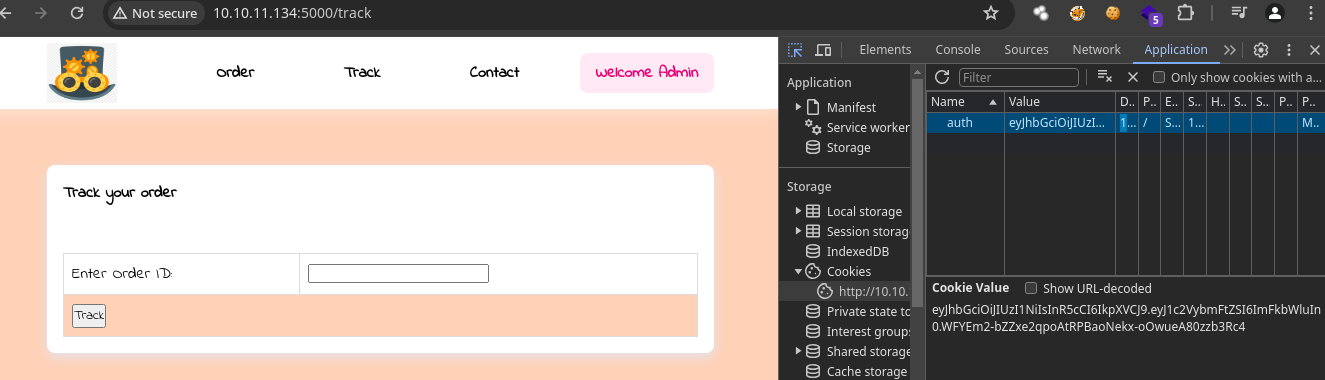 Not secure 10.10.11.134:5000/track
5
Order Track Contact Welcome Admin
Track your order
Enter Order ID:
Track
Elements Console Sources Network Application
Application
Manifest
Service worker
Storage
Storage
Local storage
Session storag
IndexedDB
Cookies
http://10.10.
Private state to
Interest groups
Shared storage
Cache storage
Filter Only show cookies with a...
Name Value D.. P.. E.. S.. H.. S.. S.. P.. P..
auth eyJhbGciOiJIUzI... 1... / S... 1... M...
Cookie Value Show URL-decoded
eyJhbGciOiJIUzI1NiIsInR5cCI6IkpXVCJ9.eyJ1c2VybmFtZSI6ImFkbWluIn
0.WFYEm2-bZZxe2qpoAtRPBaoNekx-oOwueA80zzb3Rc4